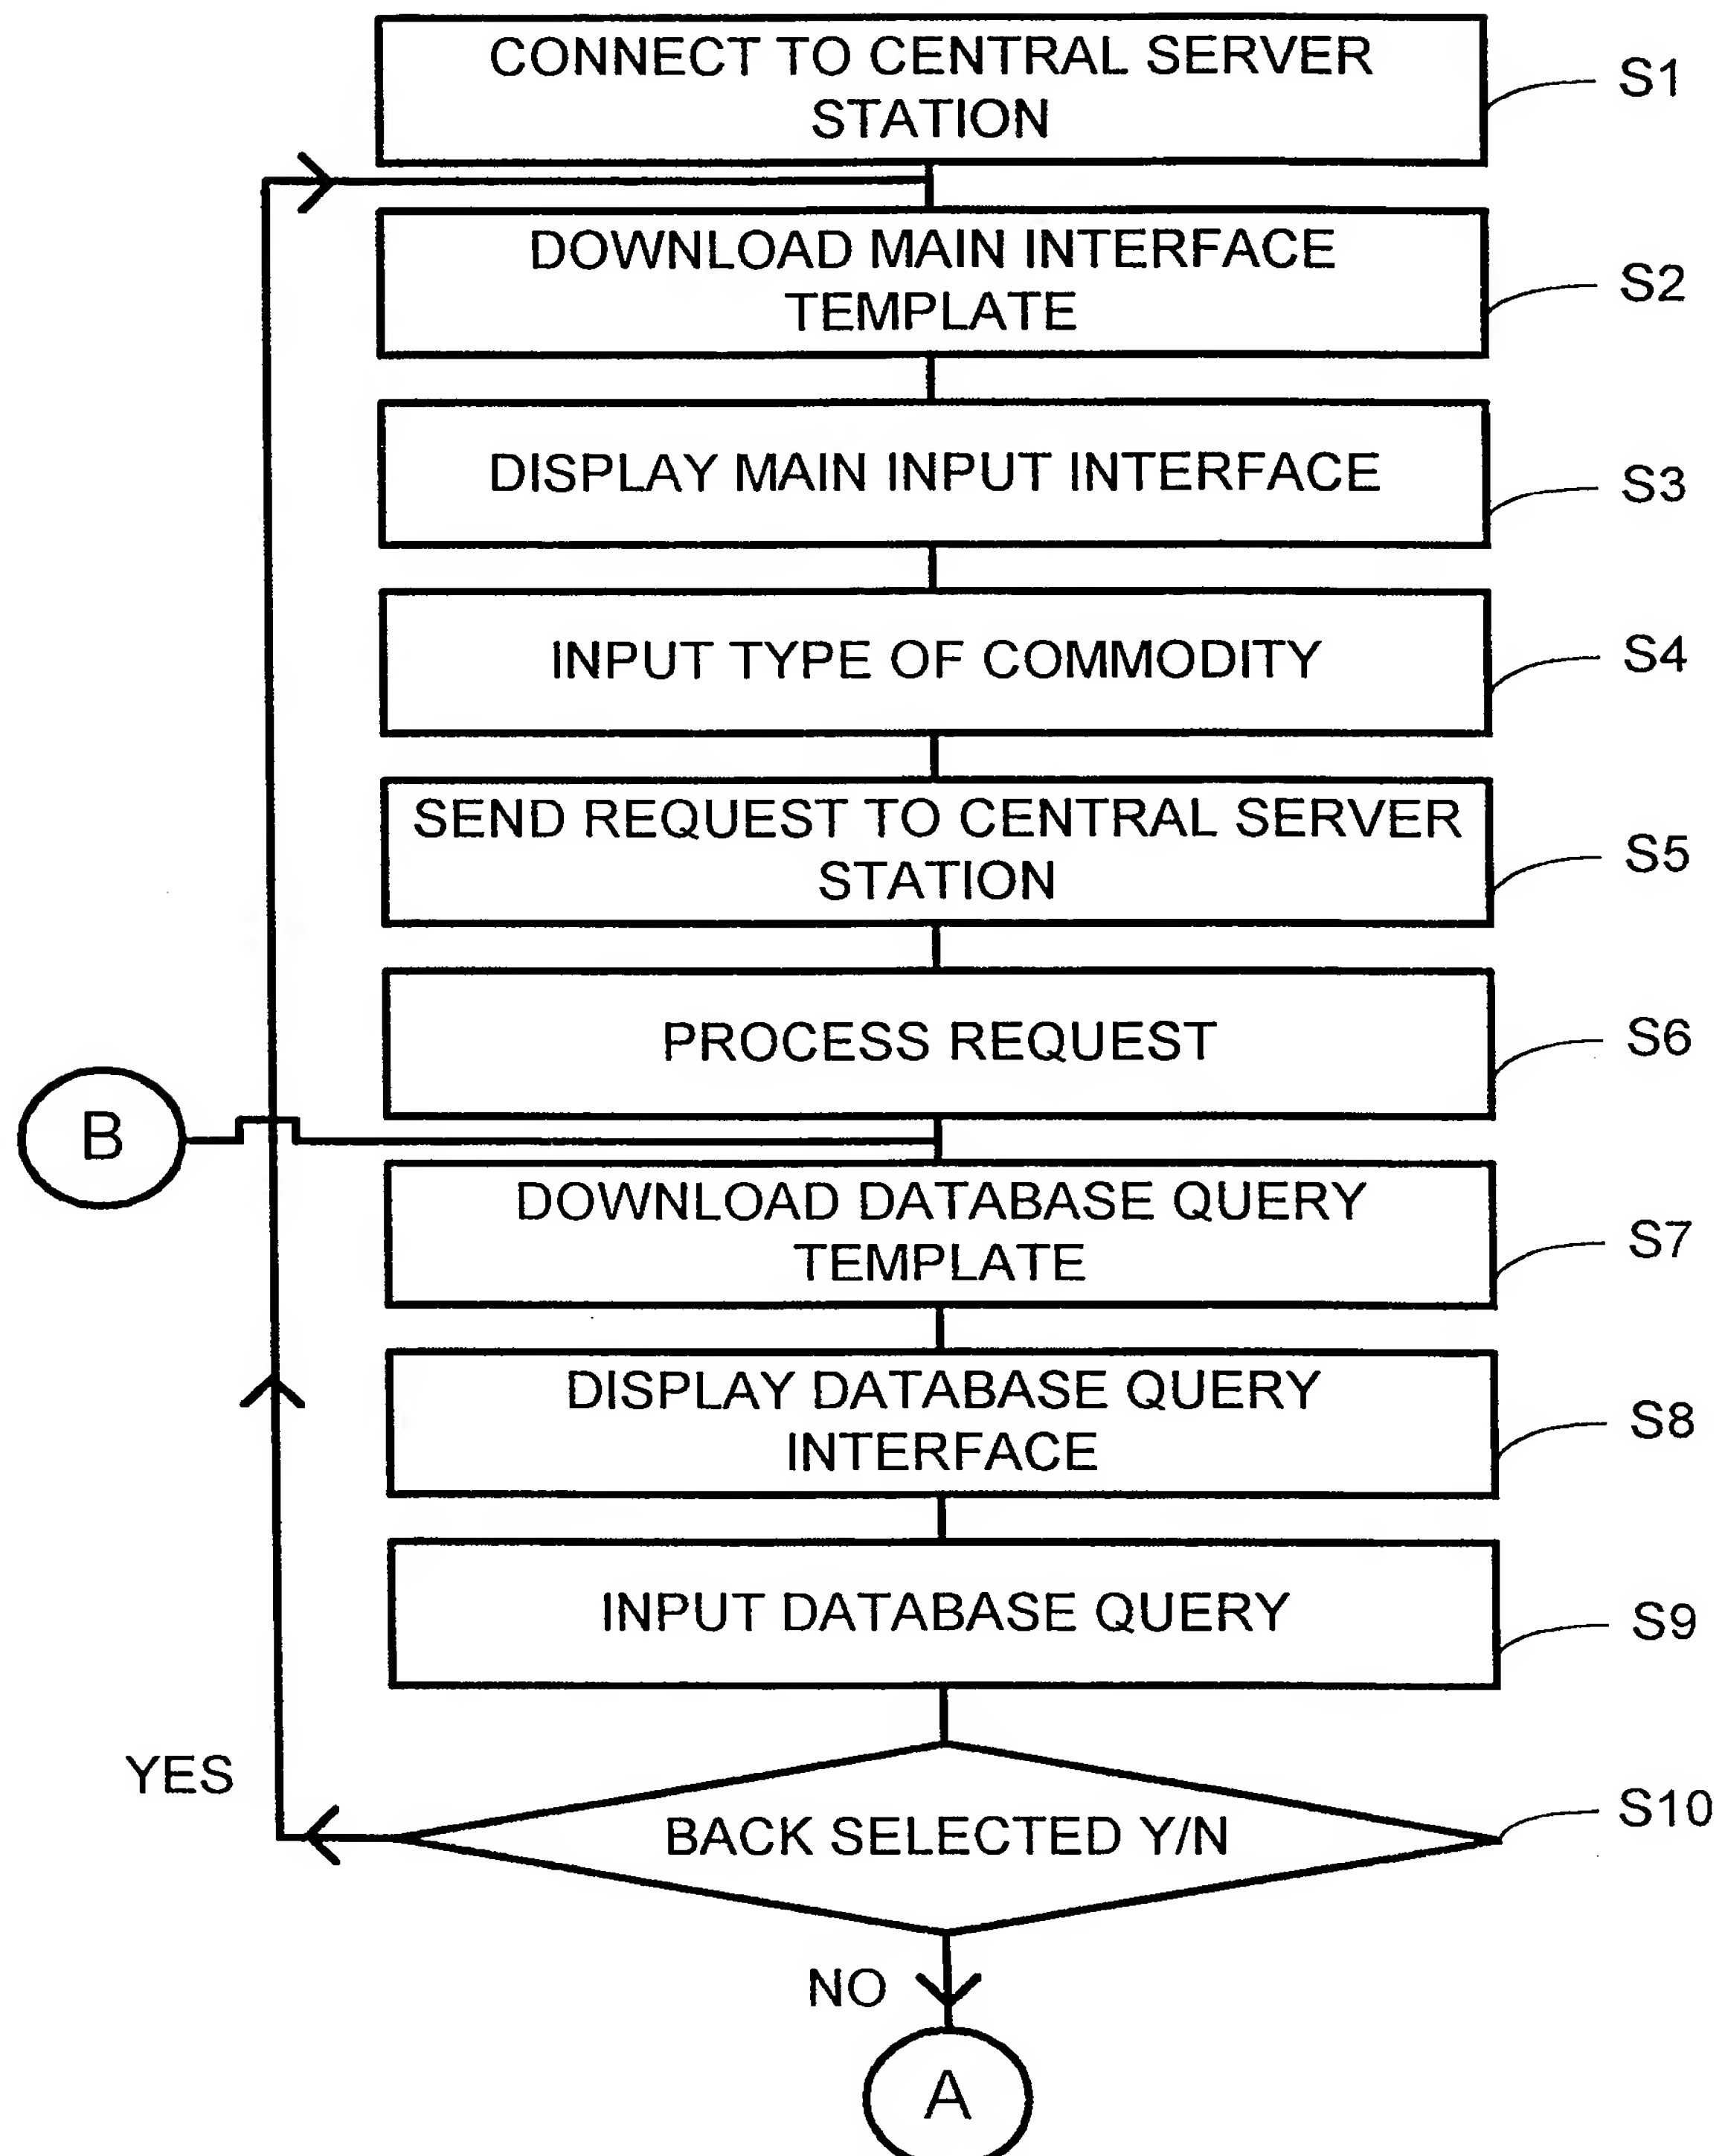 CONNECT TO CENTRAL SERVER
STATION
S1
DOWNLOAD MAIN INTERFACE
TEMPLATE
S2
DISPLAY MAIN INPUT INTERFACE
S3
INPUT TYPE OF COMMODITY
S4
SEND REQUEST TO CENTRAL SERVER
STATION
S5
PROCESS REQUEST
S6
B
DOWNLOAD DATABASE QUERY
TEMPLATE
S7
DISPLAY DATABASE QUERY
INTERFACE
S8
INPUT DATABASE QUERY
S9
YES
BACK SELECTED Y/N
S10
NO
A